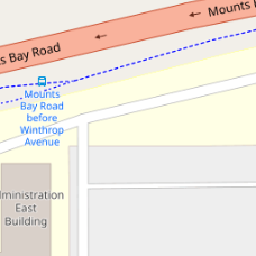 Mounts B
s Bay Road
Mounts
Bay Road
before
Winthrop
Avenue
dministration
East
Building